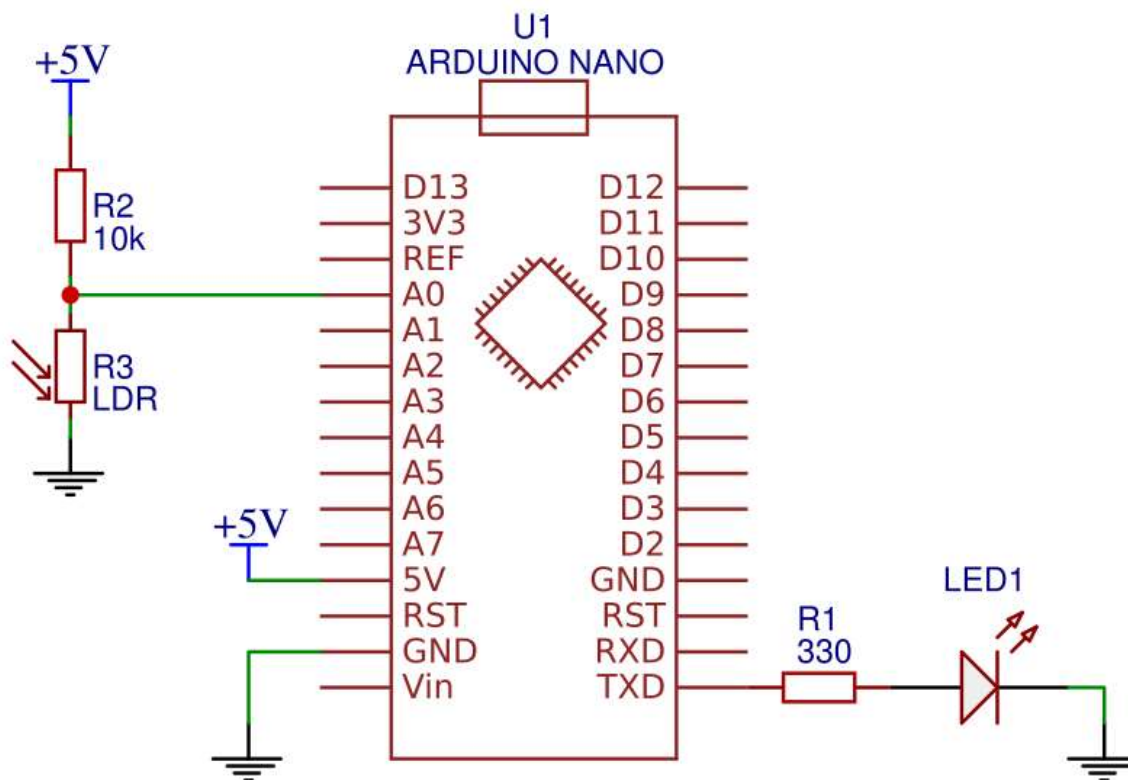 U1
ARDUINO NANO
+5V
R2
10k
R3
LDR
+5V
D13
3V3
REF
A0
A1
A2
A3
A4
A5
A6
A7
5V
RST
GND
Vin
D12
D11
D10
D9
D8
D7
D6
D5
D4
D3
D2
GND
RST
RXD
TXD
R1
330
LED1